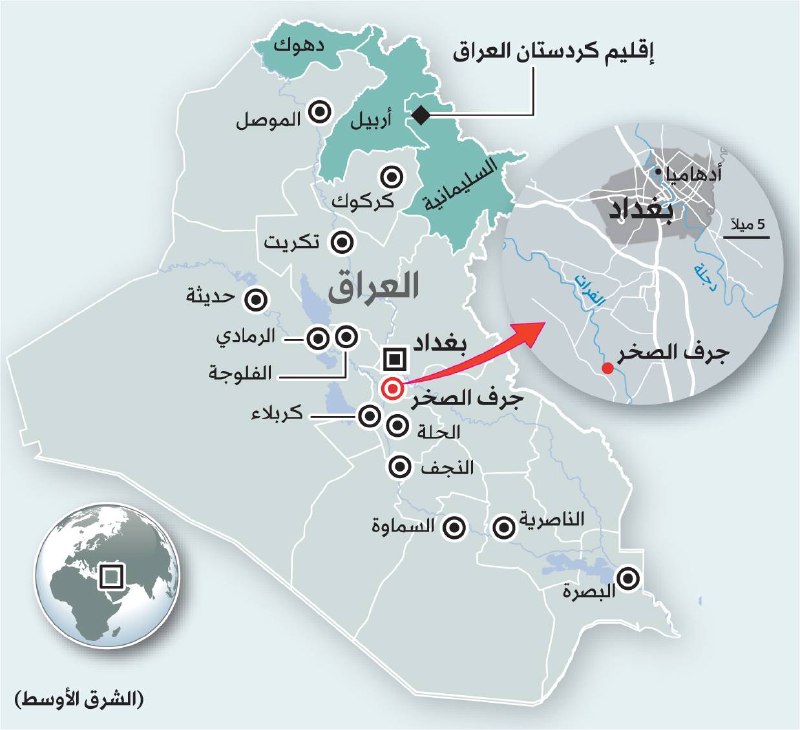 إقليم كردستان العراق
دهوك
أربيل
السليمانية
الموصل
كركوك
تكريت
العراق
حديثة
الرمادي
الفلوجة
بغداد
جرف الصخر
كربلاء
الحلة
النجف
السماوة
الناصرية
البصرة
أدهاميا
بغداد
5 ميلاً
دجلة
الفرات
جرف الصخر
(الشرق الأوسط)